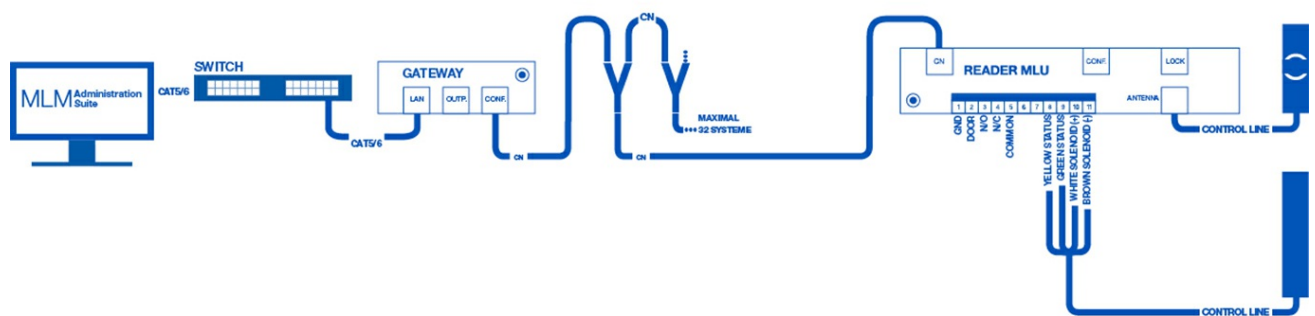 MLM Administration
Suite
CAT5/6
SWITCH
CAT5/6
GATEWAY
LAN
OUTP.
CONF.
CN
CN
MAXIMAL
32 SYSTEME
CN
CN
READER MLU
CONF.
LOCK
ANTENNA
1 2 3 4 5 6 7 8 9 10 11
GND
DOOR
N/O
N/C
COMMON
YELLOW STATUS
GREEN STATUS
WHITE SOLENOID (+)
BROWN SOLENOID (-)
CONTROL LINE
CONTROL LINE